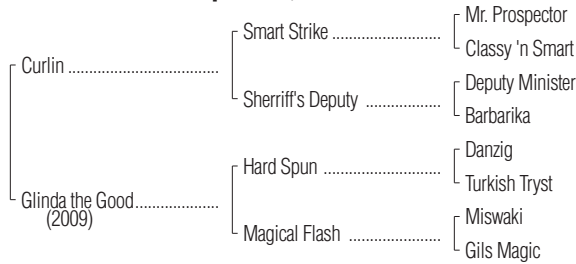 Mr. Prospector
Smart Strike ........................
Classy 'n Smart
Curlin .................................
Deputy Minister
Sherriff's Deputy .................
Barbarika
Danzig
Hard Spun ..........................
Turkish Tryst
Glinda the Good..................
(2009)
Miswaki
Magical Flash ....................
Gils Magic